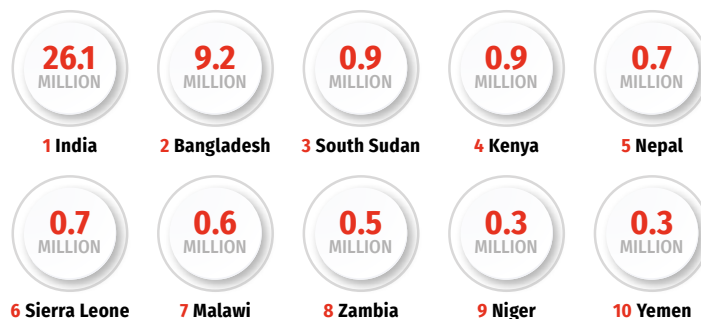 26.1 9.2 0.9 0.9 0.7
MILLION MILLION MILLION MILLION MILLION
1 India 2 Bangladesh 3 South Sudan 4 Kenya 5 Nepal
0.7 0.6 0.5 0.3 0.3
MILLION MILLION MILLION MILLION MILLION
6 Sierra Leone 7 Malawi 8 Zambia 9 Niger 10 Yemen